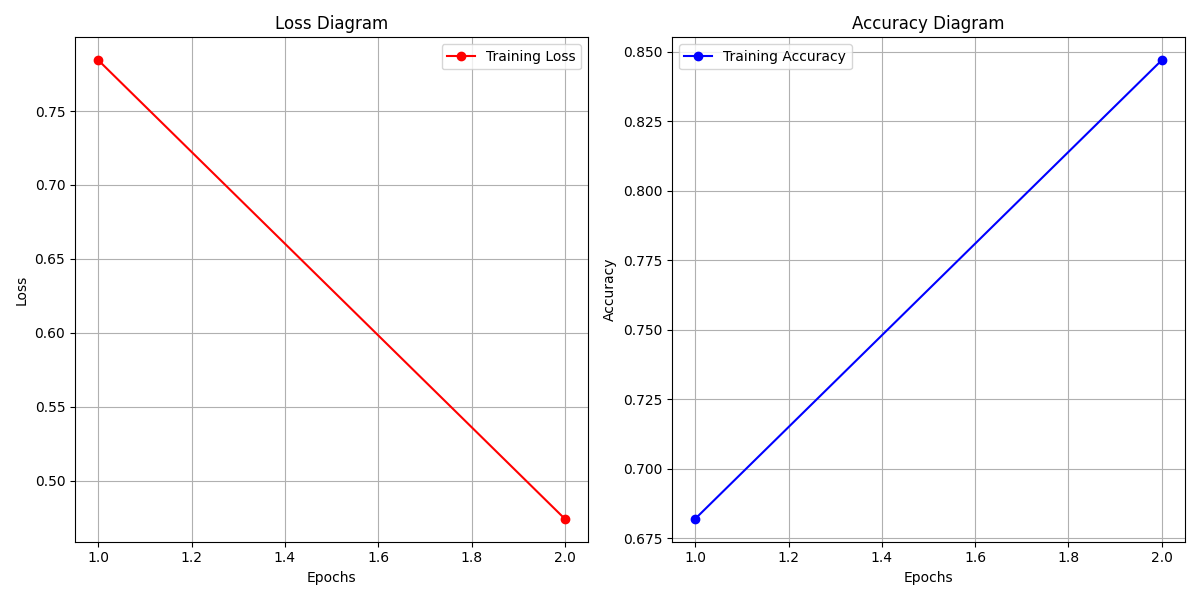 Loss Diagram
Training Loss
0.75
0.70
0.65
0.60
0.55
0.50
Loss
1.0 1.2 1.4 1.6 1.8 2.0
Epochs
Accuracy Diagram
Training Accuracy
0.850
0.825
0.800
0.775
0.750
0.725
0.700
0.675
Accuracy
1.0 1.2 1.4 1.6 1.8 2.0
Epochs